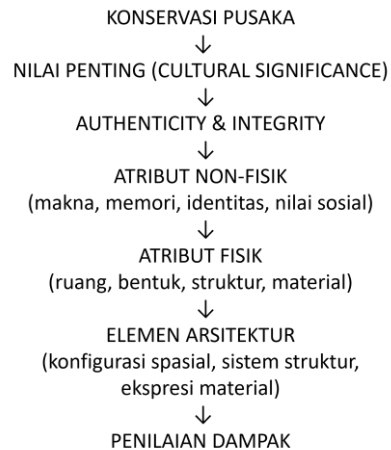 KONSERVASI PUSAKA
↓
NILAI PENTING (CULTURAL SIGNIFICANCE)
↓
AUTHENTICITY & INTEGRITY
↓
ATRIBUT NON-FISIK
(makna, memori, identitas, nilai sosial)
↓
ATRIBUT FISIK
(ruang, bentuk, struktur, material)
↓
ELEMEN ARSITEKTUR
(konfigurasi spasial, sistem struktur,
ekspresi material)
↓
PENILAIAN DAMPAK